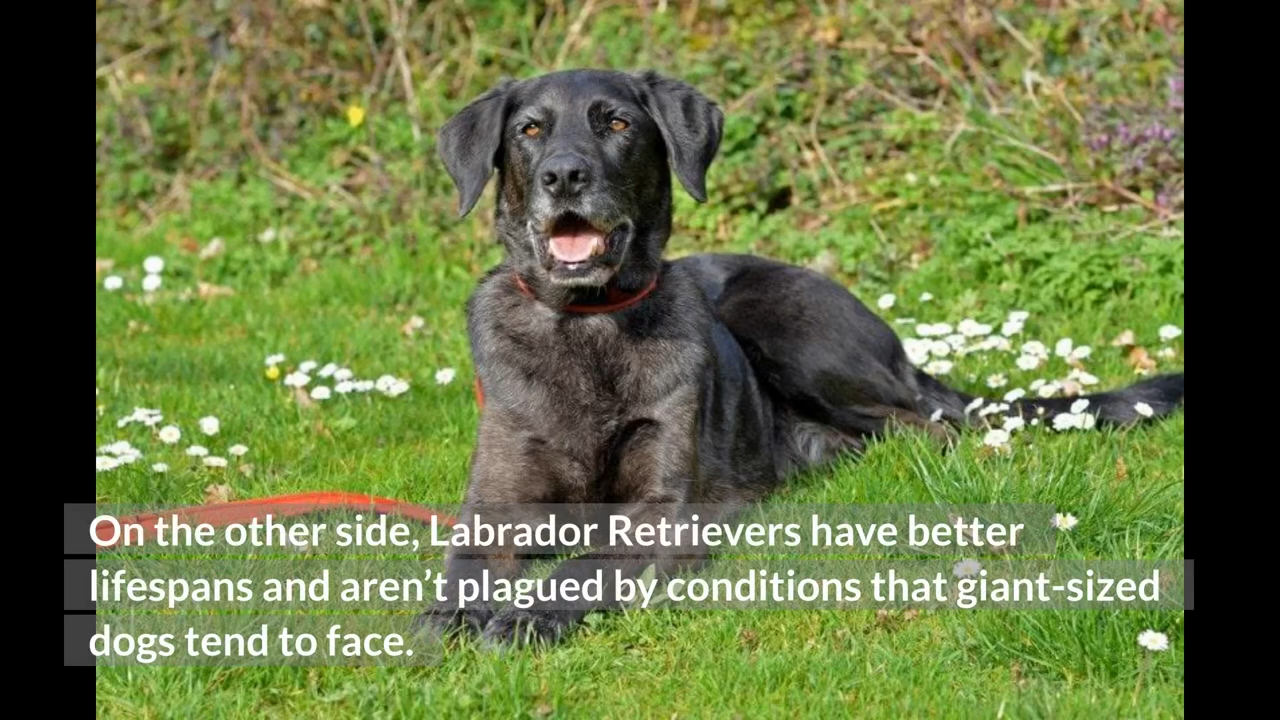 On the other side, Labrador Retrievers have better
lifespans and aren’t plagued by conditions that giant-sized
dogs tend to face.